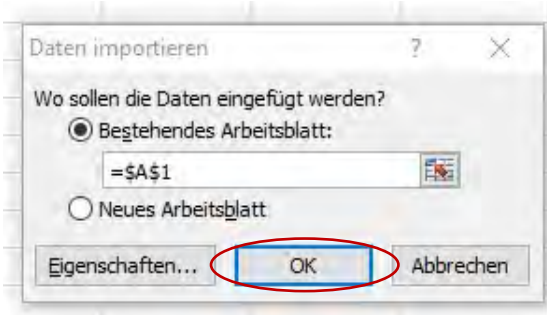 Daten importieren ?
Wo sollen die Daten eingefügt werden?
Bestehendes Arbeitsblatt:
=$A$1
Neues Arbeitsblatt
Eigenschaften... OK Abbrechen